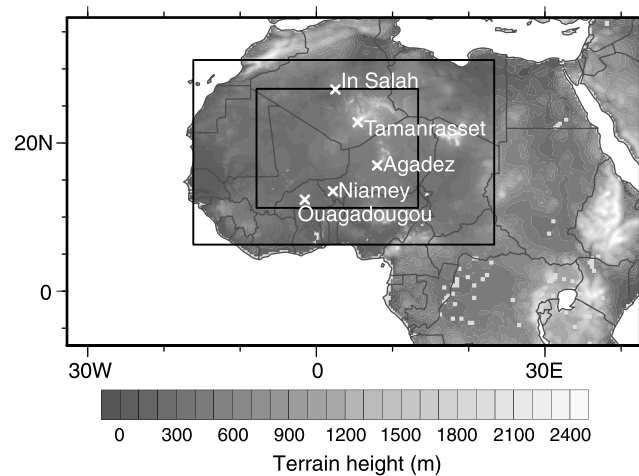 In Salah
Tamanrasset
20N
Agadez
Niamey
Ouagadougou
0
30W 0 30E
0 300 600 900 1200 1500 1800 2100 2400
Terrain height (m)